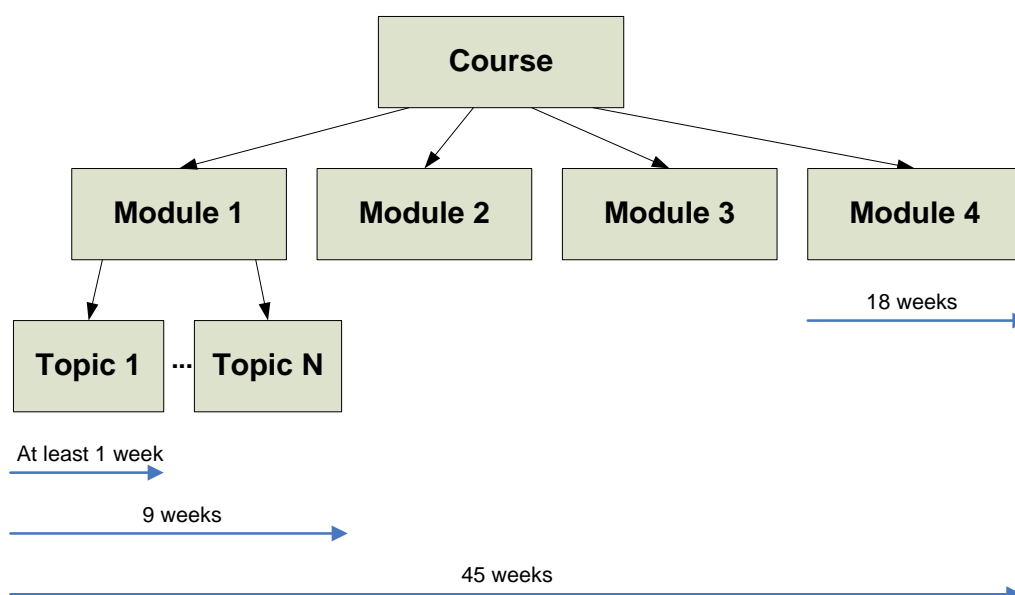 Course
Module 1
Module 2
Module 3
Module 4
18 weeks
Topic 1
...
Topic N
At least 1 week
9 weeks
45 weeks